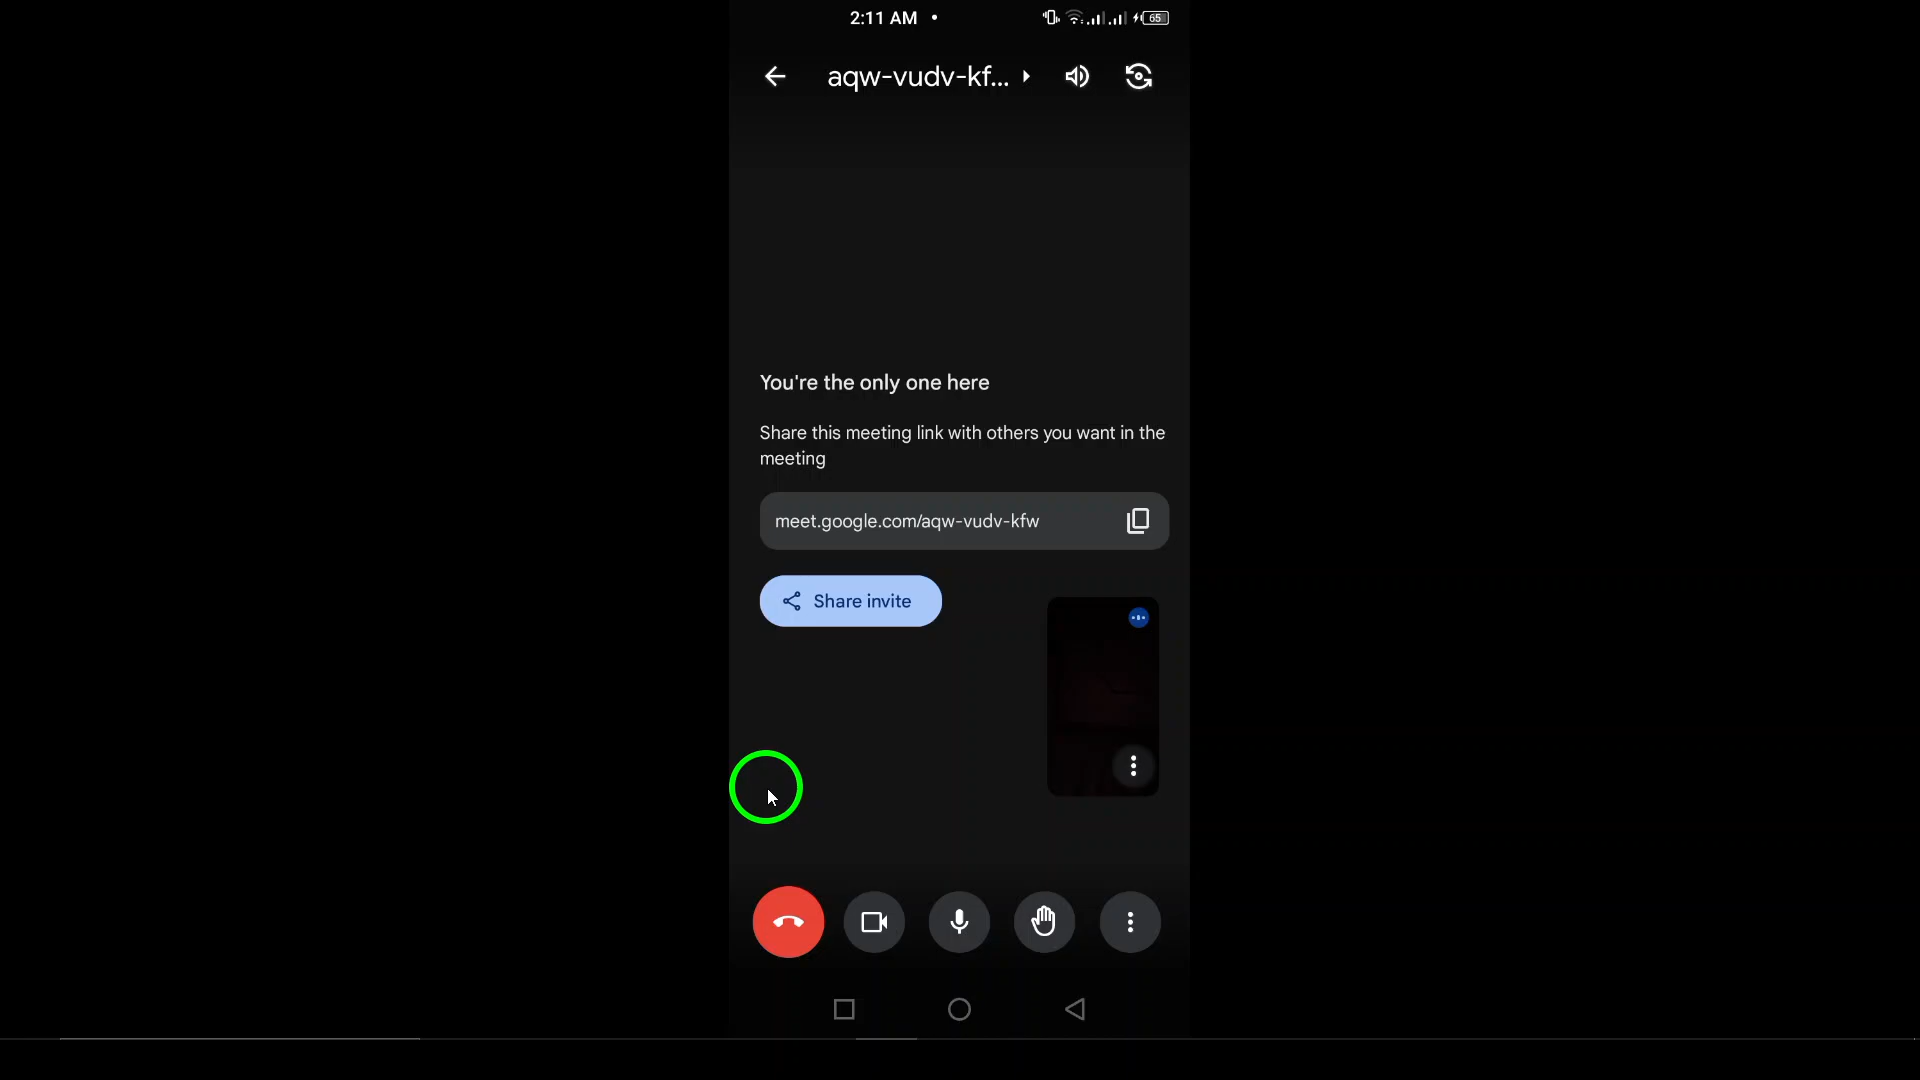 2:11 AM
65
aqw-vudv-kf...
You're the only one here
Share this meeting link with others you want in the
meeting
meet.google.com/aqw-vudv-kfw
Share invite